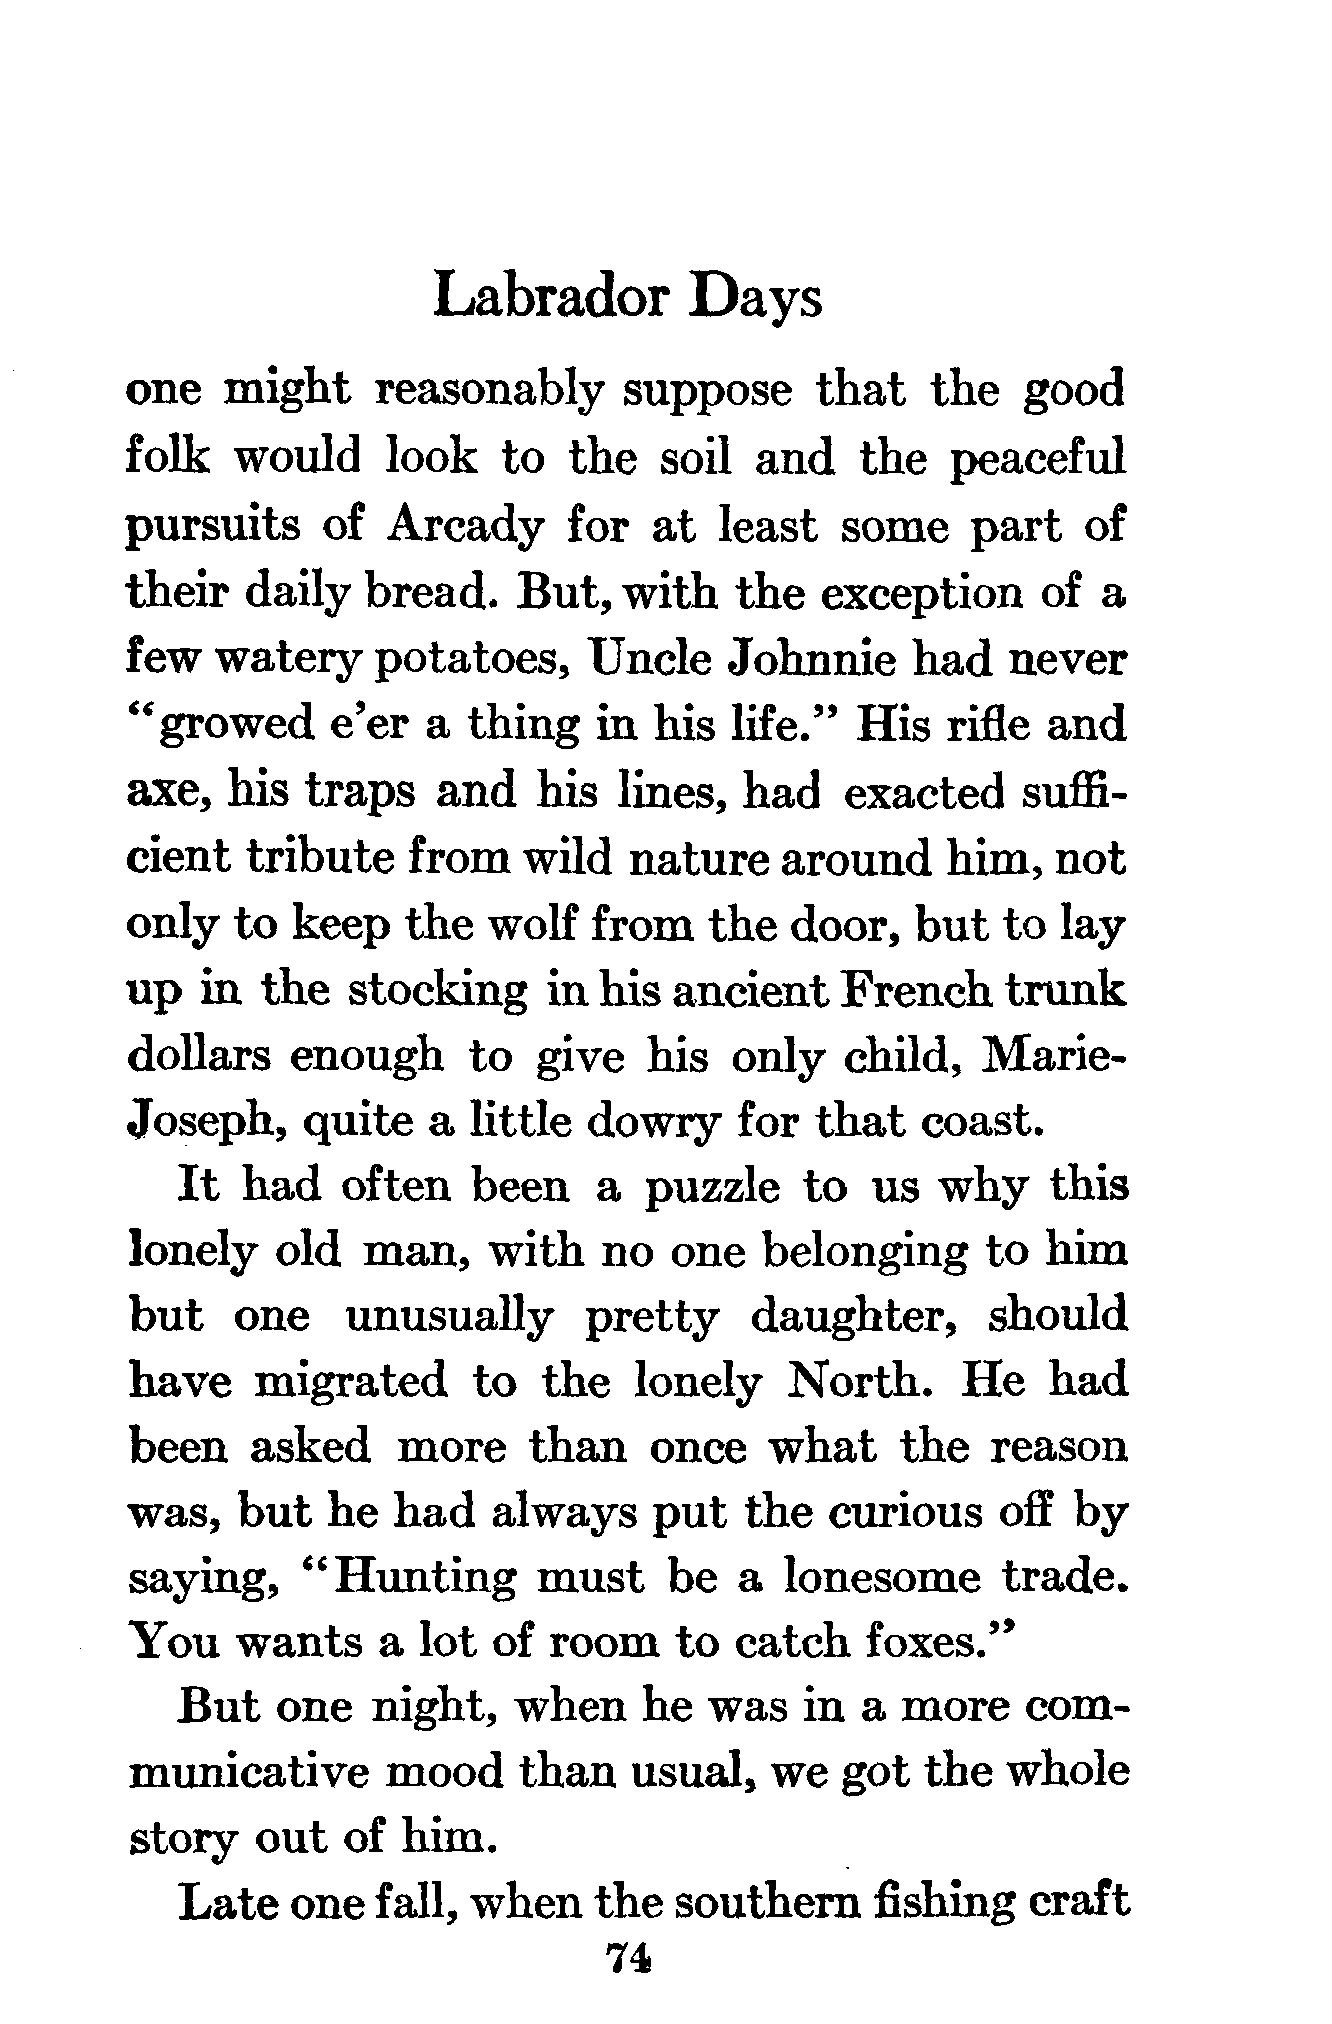 Labrador Days
one might reasonably suppose that the good
folk would look to the soil and the peaceful
pursuits of Arcady for at least some part of
their daily bread. But, with the exception of a
few watery potatoes, Uncle Johnnie had never
“growed e’er a thing in his life.” His rifle and
axe, his traps and his lines, had exacted suffi-
cient tribute from wild nature around him, not
only to keep the wolf from the door, but to lay
up in the stocking in his ancient French trunk
dollars enough to give his only child, Marie-
Joseph, quite a little dowry for that coast.
It had often been a puzzle to us why this
lonely old man, with no one belonging to him
but one unusually pretty daughter, should
have migrated to the lonely North. He had
been asked more than once what the reason
was, but he had always put the curious off by
saying, “Hunting must be a lonesome trade.
You wants a lot of room to catch foxes.”
But one night, when he was in a more com-
municative mood than usual, we got the whole
story out of him.
Late one fall, when the southern fishing craft
74